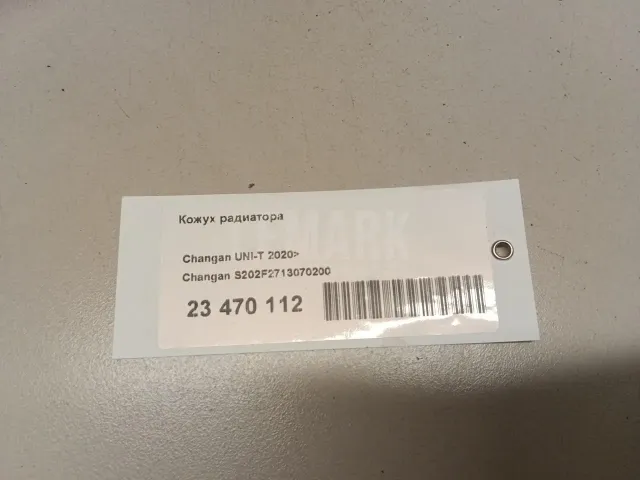 Кожух радиатора
Changan UNI-T 2020>
Changan S202F2713070200
23 470 112